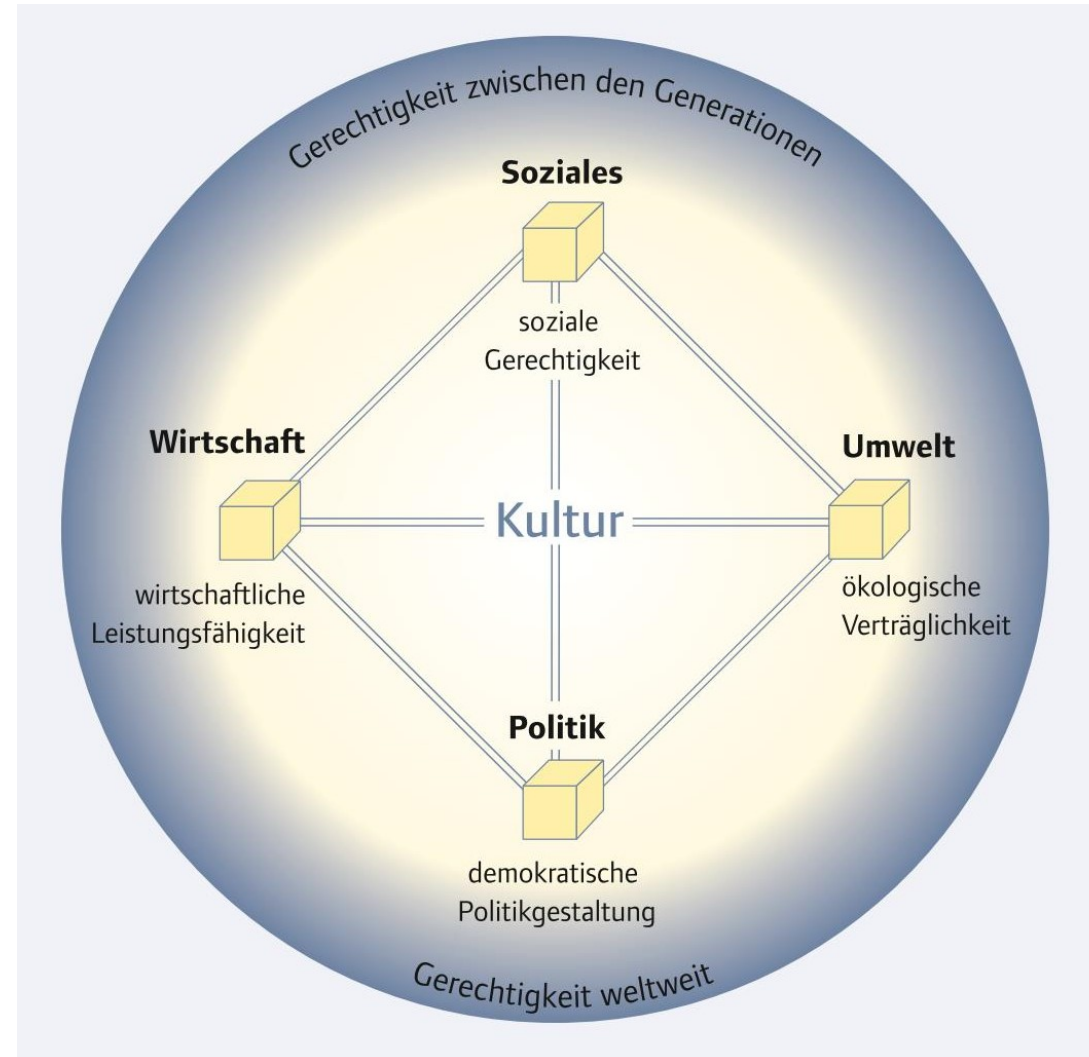 Gerechtigkeit zwischen den Generationen
Soziales
soziale
Gerechtigkeit
Wirtschaft
wirtschaftliche
Leistungsfähigkeit
Kultur
Umwelt
ökologische
Verträglichkeit
Politik
demokratische
Politikgestaltung
Gerechtigkeit weltweit